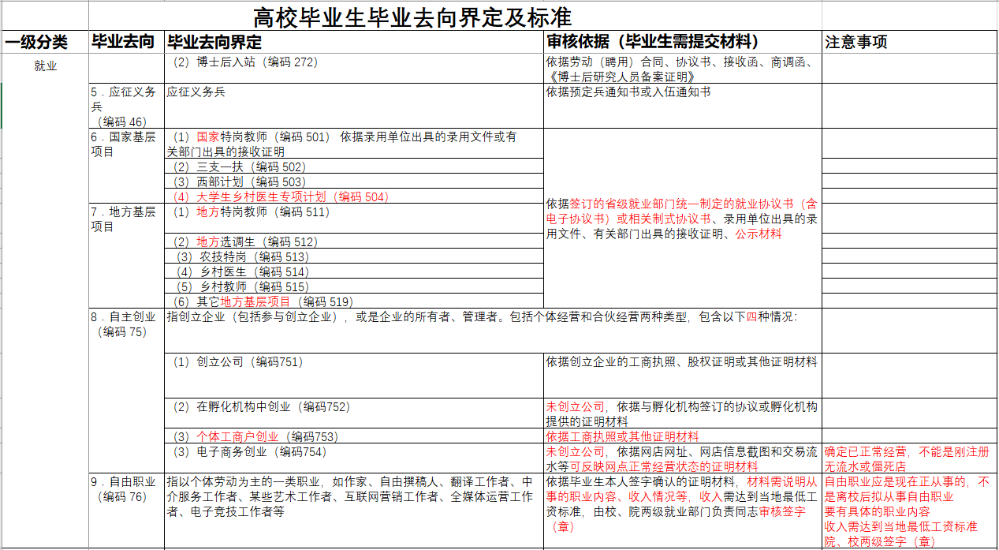 高校毕业生毕业去向界定及标准
一级分类
毕业去向
毕业去向界定
审核依据（毕业生需提交材料）
注意事项
就业
（2）博士后入站（编码 272）
依据劳动（聘用）合同、协议书、接收函、商调函、
《博士后研究人员备案证明》
5．应征义务
兵
（编码 46）
应征义务兵
依据预定兵通知书或入伍通知书
6．国家基层
项目
（1）国家特岗教师（编码 501） 依据录用单位出具的录用文件或有
关部门出具的接收证明
（2）三支一扶（编码 502）
（3）西部计划（编码 503）
（4）大学生乡村医生专项计划（编码 504）
依据签订的省级就业部门统一制定的就业协议书（含
电子协议书）或相关制式协议书、录用单位出具的录
用文件、有关部门出具的接收证明、公示材料
7．地方基层
项目
（1）地方特岗教师（编码 511）
（2）地方选调生（编码 512）
（3）农技特岗（编码 513）
（4）乡村医生（编码 514）
（5）乡村教师（编码 515）
（6）其它地方基层项目（编码 519）
8．自主创业
（编码 75）
指创立企业（包括参与创立企业），或是企业的所有者、管理者。包括个体经营和合伙经营两种类型，包含以下四种情况：
（1）创立公司（编码751）
依据创立企业的工商执照、股权证明或其他证明材料
（2）在孵化机构中创业（编码752）
未创立公司，依据与孵化机构签订的协议或孵化机构
提供的证明材料
（3）个体工商户创业（编码753）
依据工商执照或其他证明材料
（3）电子商务创业（编码754）
未创立公司，依据网店网址、网店信息截图和交易流
水等可反映网点正常经营状态的证明材料
确定已正常经营，不能是刚注册
无流水或僵死店
9．自由职业
（编码 76）
指以个体劳动为主的一类职业，如作家、自由撰稿人、翻译工作者、中
介服务工作者、某些艺术工作者、互联网营销工作者、全媒体运营工作
者、电子竞技工作者等
依据毕业生本人签字确认的证明材料，材料需说明从
事的职业内容、收入情况等，收入需达到当地最低工
资标准，由校、院两级就业部门负责同志审核签字
（章）
自由职业应是现在正从事的，不
是离校后拟从事自由职业
要有具体的职业内容
收入需达到当地最低工资标准
院、校两级签字（章）